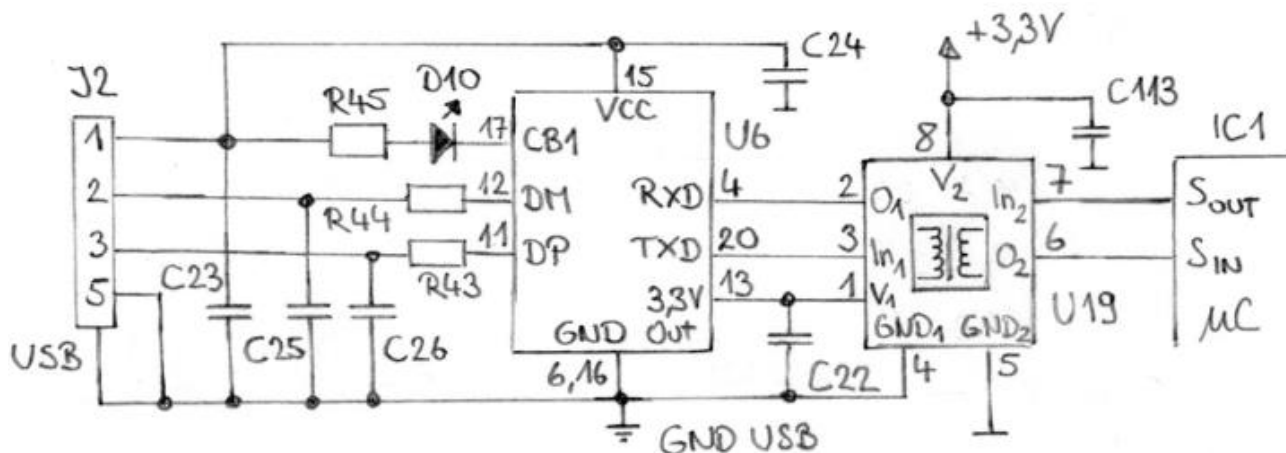 J2
1
2
3
5
USB
R45
D10
R44
R43
C23
C25
C26
15
VCC
17 CB1
12 DM
11 DP
RXD 4
TXD 20
3,3V Out 13
GND
6,16
U6
C24
C22
GND USB
+3,3V
C113
8
V2
2 O1
3 In1
1 V1
GND1 GND2
4 5
In2 7
O2 6
U19
IC1
SOUT
SIN
µC